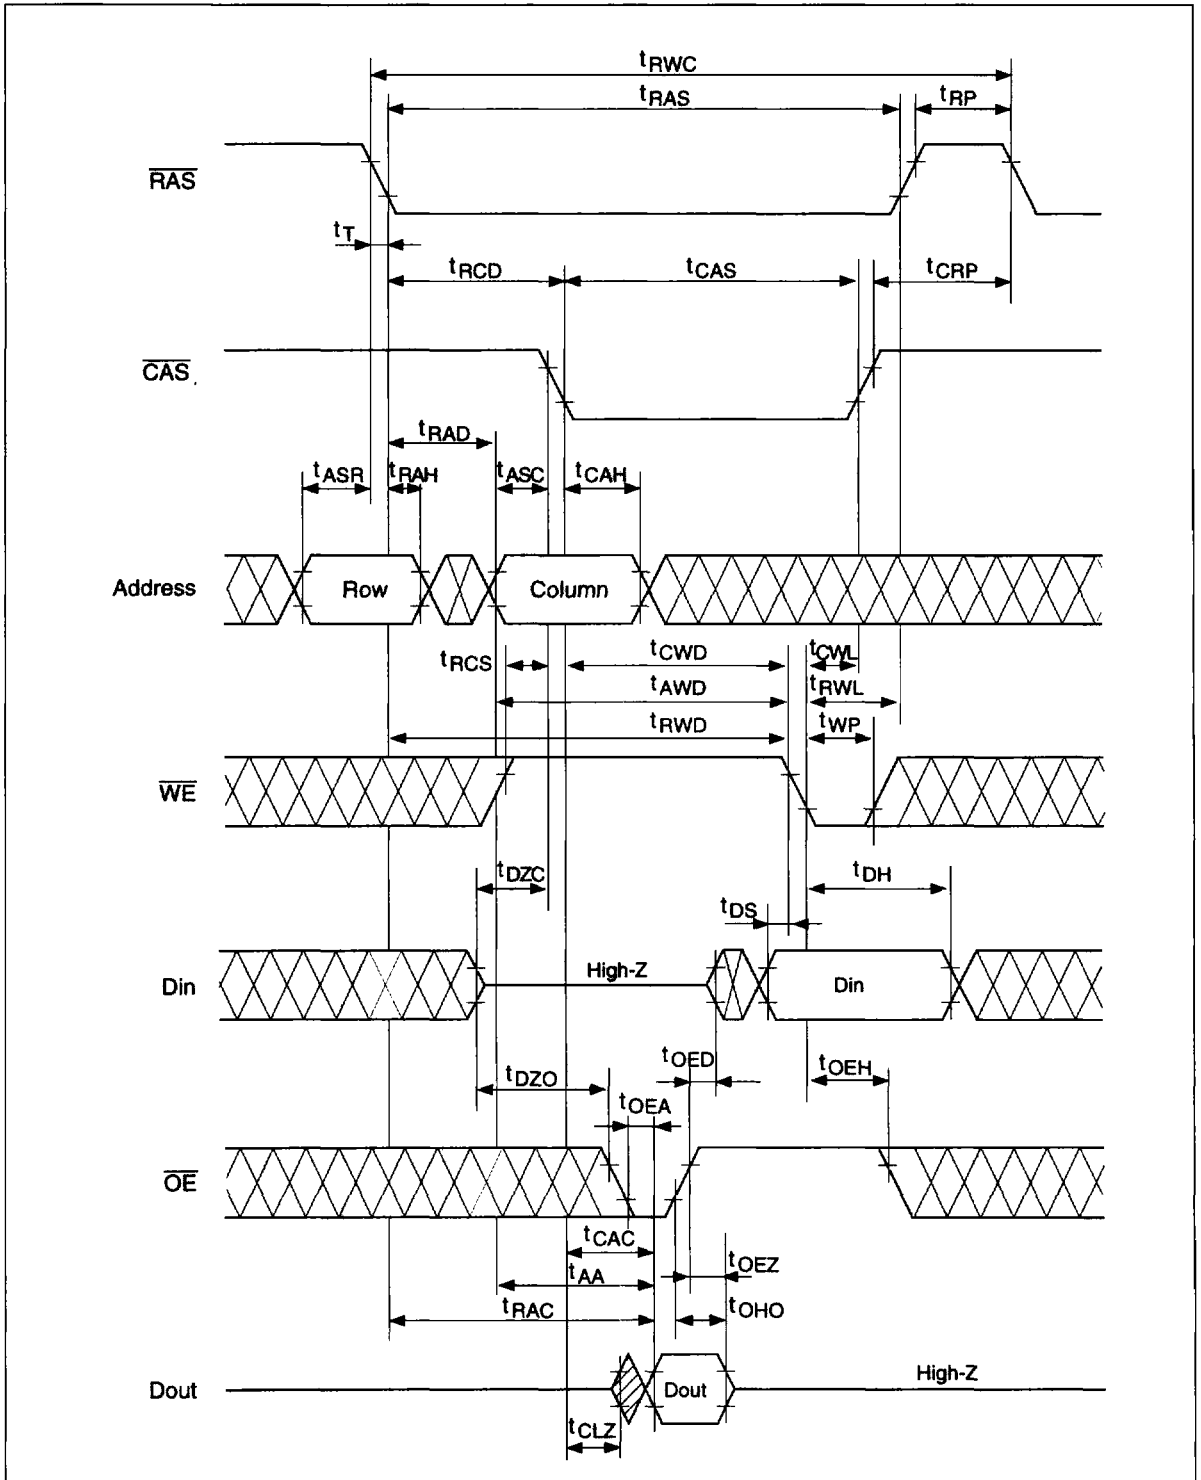 tRWC
tRAS
tRP
RAS
tT
tRCD
tCAS
tCRP
CAS
tRAD
tASR
tRAH
tASC
tCAH
Address
Row
Column
tRCS
tCWD
tCWL
tAWD
tRWL
tRWD
tWP
WE
tDZC
tDH
tDS
Din
High-Z
Din
tOED
tOEH
tDZO
tOEA
OE
tCAC
tOEZ
tAA
tRAC
tOHO
Dout
Dout
High-Z
tCLZ